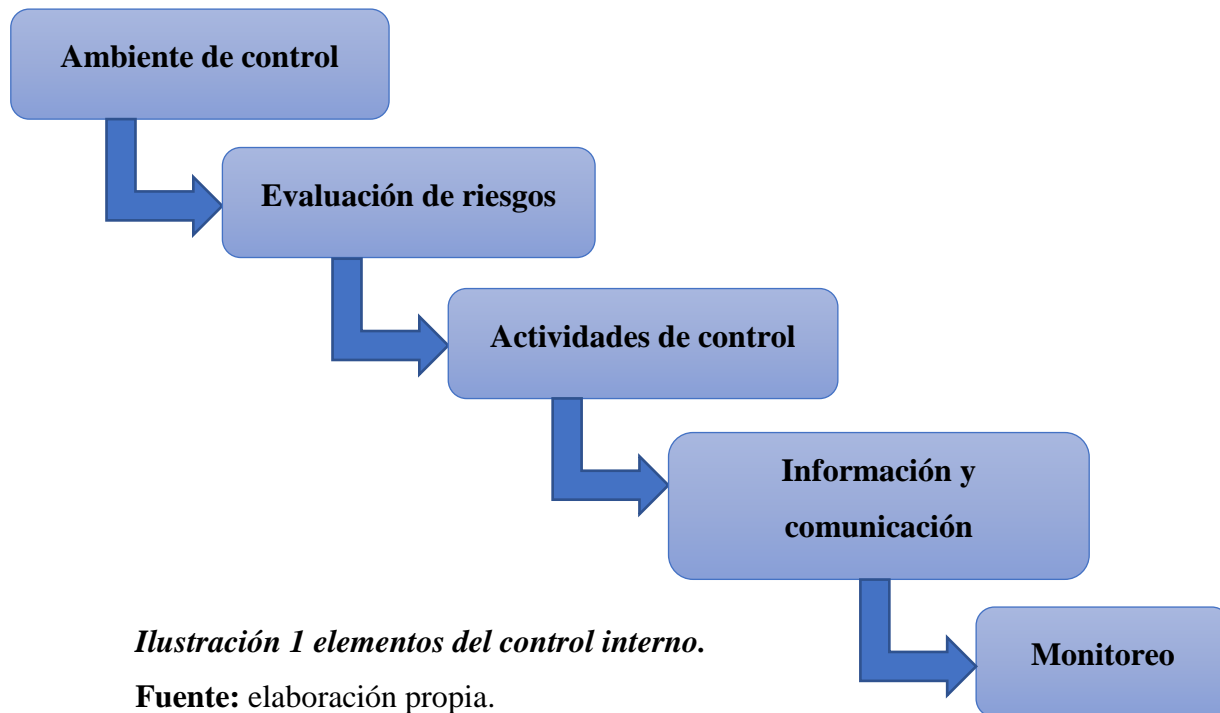 Ambiente de control
Evaluación de riesgos
Actividades de control
Información y
comunicación
Monitoreo
Ilustración 1 elementos del control interno.
Fuente: elaboración propia.